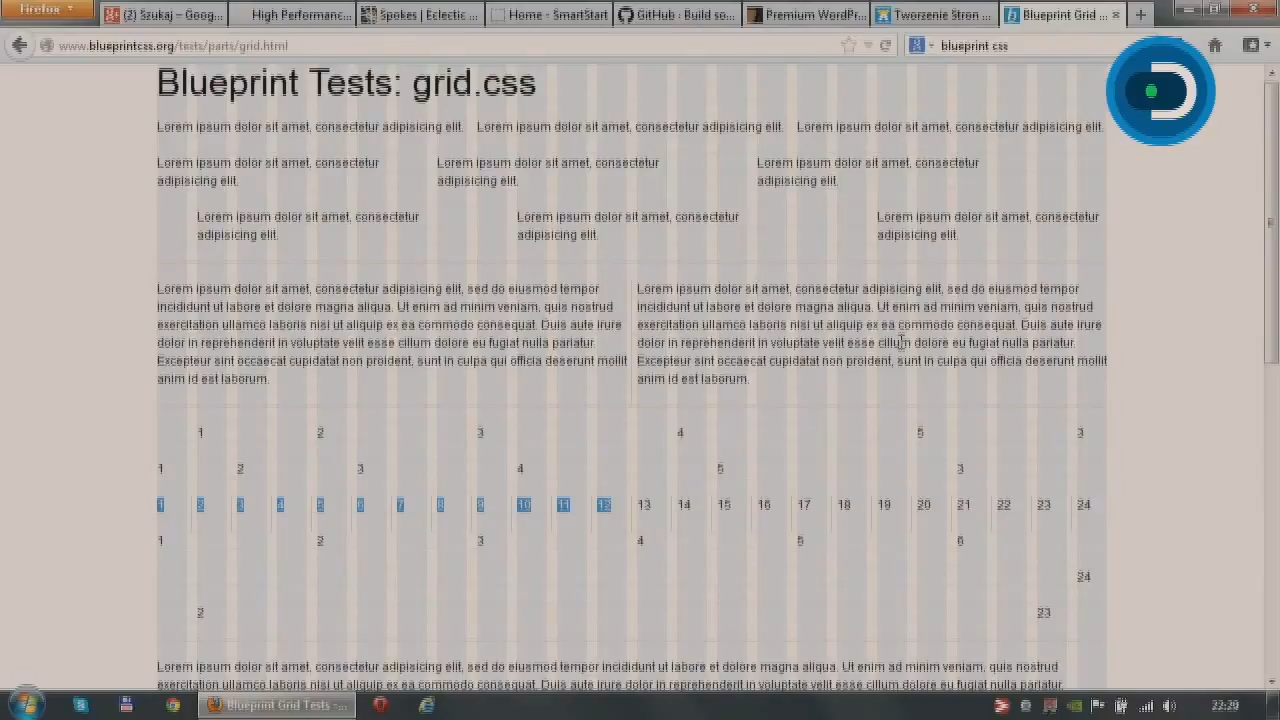 Firefox
(2) Szukaj – Goog...
High Performanc...
Spokes | Eclectic ...
Home - SmartStart
GitHub · Build so...
Premium WordPr...
Tworzenie Stron ...
Blueprint Grid ...
www.blueprintcss.org/tests/parts/grid.html
blueprint css
Blueprint Tests: grid.css
Lorem ipsum dolor sit amet, consectetur adipisicing elit. Lorem ipsum dolor sit amet, consectetur adipisicing elit. Lorem ipsum dolor sit amet, consectetur adipisicing elit.
Lorem ipsum dolor sit amet, consectetur
adipisicing elit.
Lorem ipsum dolor sit amet, consectetur
adipisicing elit.
Lorem ipsum dolor sit amet, consectetur
adipisicing elit.
Lorem ipsum dolor sit amet, consectetur
adipisicing elit.
Lorem ipsum dolor sit amet, consectetur
adipisicing elit.
Lorem ipsum dolor sit amet, consectetur
adipisicing elit.
Lorem ipsum dolor sit amet, consectetur adipisicing elit, sed do eiusmod tempor
incididunt ut labore et dolore magna aliqua. Ut enim ad minim veniam, quis nostrud
exercitation ullamco laboris nisi ut aliquip ex ea commodo consequat. Duis aute irure
dolor in reprehenderit in voluptate velit esse cillum dolore eu fugiat nulla pariatur.
Excepteur sint occaecat cupidatat non proident, sunt in culpa qui officia deserunt mollit
anim id est laborum.
Lorem ipsum dolor sit amet, consectetur adipisicing elit, sed do eiusmod tempor
incididunt ut labore et dolore magna aliqua. Ut enim ad minim veniam, quis nostrud
exercitation ullamco laboris nisi ut aliquip ex ea commodo consequat. Duis aute irure
dolor in reprehenderit in voluptate velit esse cillum dolore eu fugiat nulla pariatur.
Excepteur sint occaecat cupidatat non proident, sunt in culpa qui officia deserunt mollit
anim id est laborum.
1 2 3 4 5 3
1 2 3 4 5 3
1 2 3 4 5 6 7 8 9 10 11 12 13 14 15 16 17 18 19 20 21 22 23 24
1 2 3 4 5 6
24
2 23
Lorem ipsum dolor sit amet, consectetur adipisicing elit, sed do eiusmod tempor incididunt ut labore et dolore magna aliqua. Ut enim ad minim veniam, quis nostrud
exercitation ullamco laboris nisi ut aliquip ex ea commodo consequat. Duis aute irure dolor in reprehenderit in voluptate velit esse cillum dolore eu fugiat nulla pariatur.
Blueprint Grid Tests -...
22:20